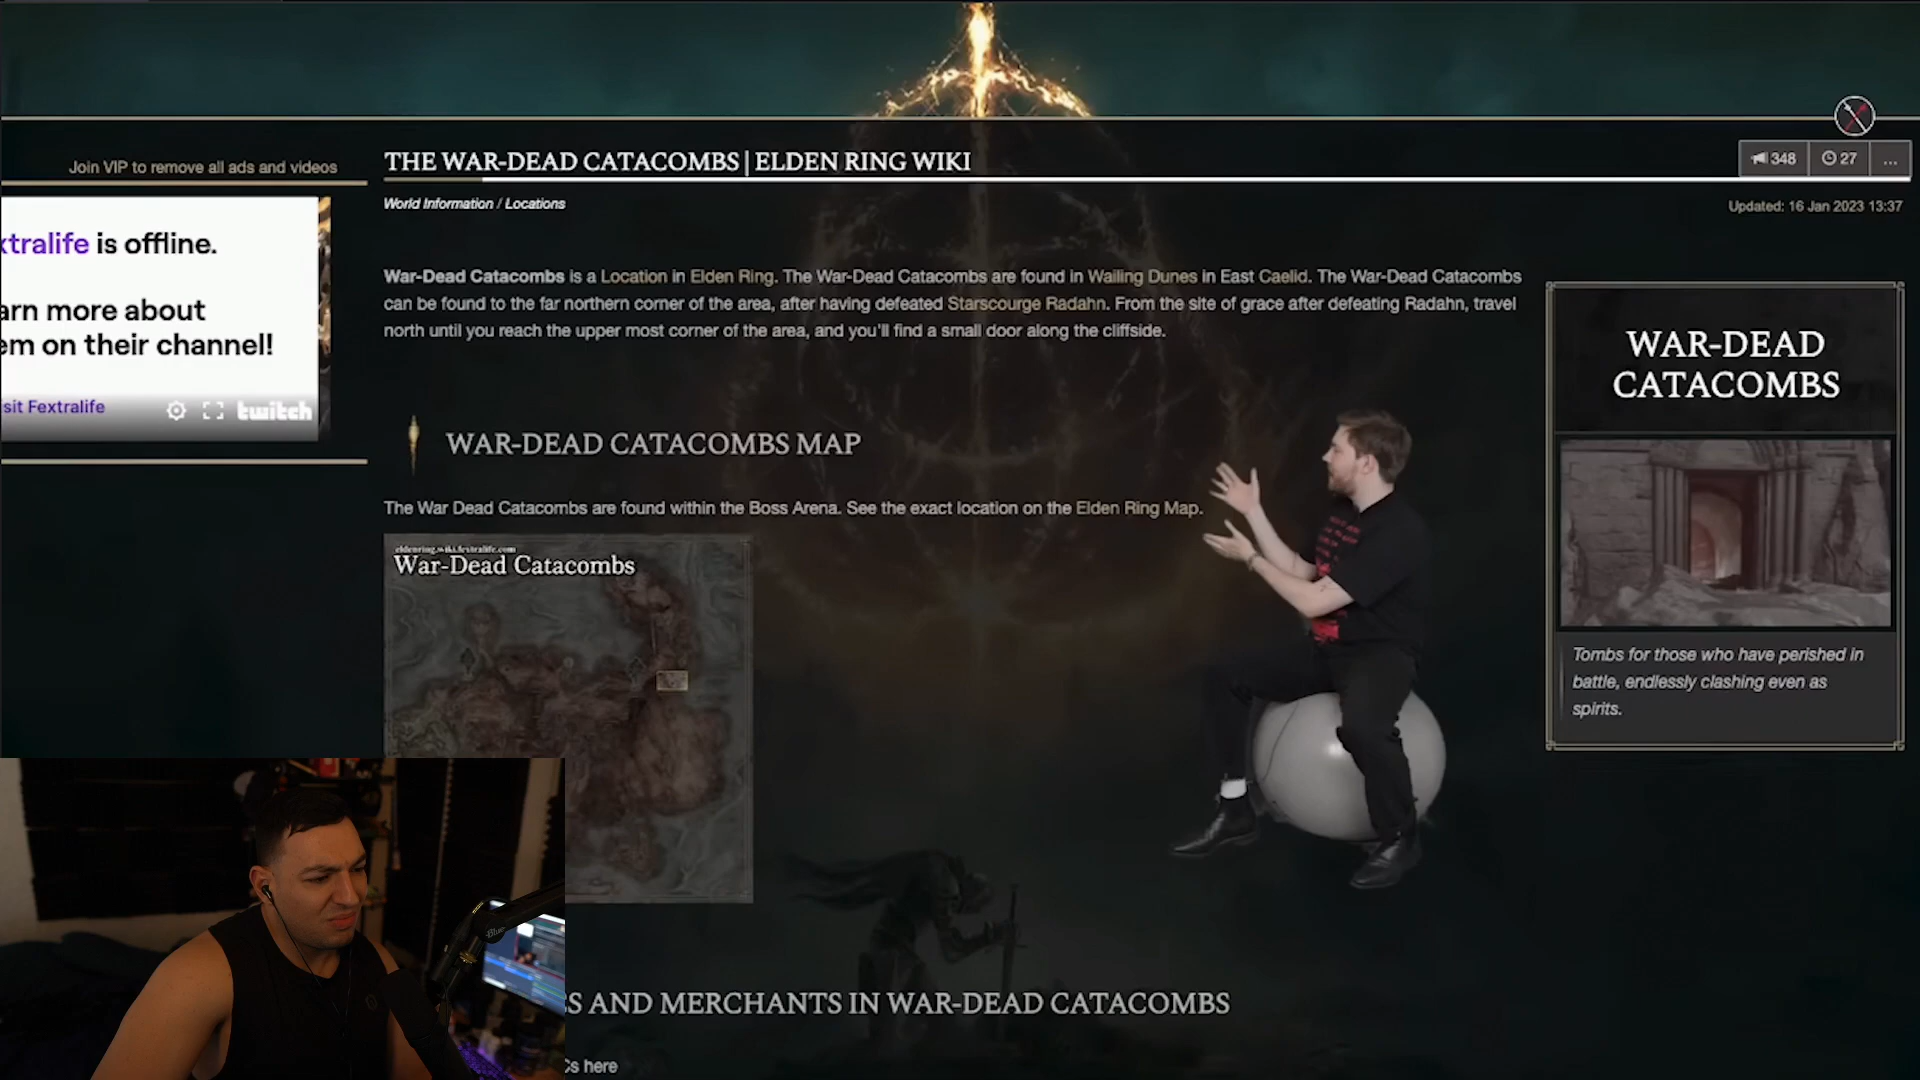 Join VIP to remove all ads and videos
THE WAR-DEAD CATACOMBS | ELDEN RING WIKI
348
27
...
World Information / Locations
Updated: 16 Jan 2023 13:37
xtralife is offline.
arn more about
em on their channel!
sit Fextralife
twitch
War-Dead Catacombs is a Location in Elden Ring. The War-Dead Catacombs are found in Wailing Dunes in East Caelid. The War-Dead Catacombs
can be found to the far northern corner of the area, after having defeated Starscourge Radahn. From the site of grace after defeating Radahn, travel
north until you reach the upper most corner of the area, and you'll find a small door along the cliffside.
WAR-DEAD
CATACOMBS
WAR-DEAD CATACOMBS MAP
The War Dead Catacombs are found within the Boss Arena. See the exact location on the Elden Ring Map.
eldenring.wiki.fextralife.com
War-Dead Catacombs
Tombs for those who have perished in
battle, endlessly clashing even as
spirits.
S AND MERCHANTS IN WAR-DEAD CATACOMBS
Cs here